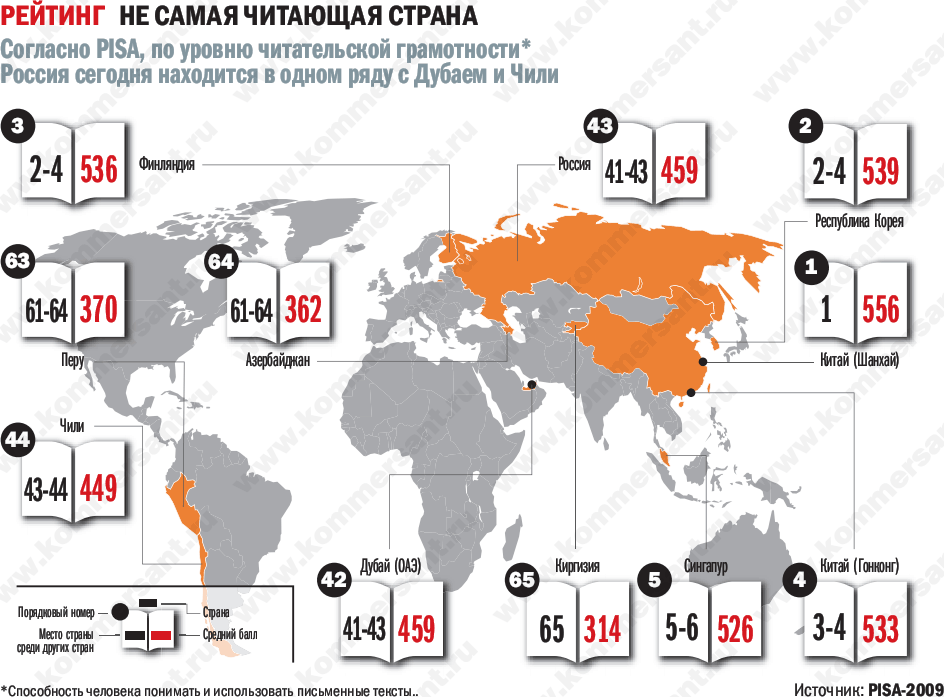 РЕЙТИНГ НЕ САМАЯ ЧИТАЮЩАЯ СТРАНА
Согласно PISA, по уровню читательской грамотности*
Россия сегодня находится в одном ряду с Дубаем и Чили
3
2-4 536
Финляндия
43
41-43 459
Россия
2
2-4 539
Республика Корея
63
61-64 370
Перу
64
61-64 362
Азербайджан
1
1 556
Китай (Шанхай)
Чили
44
43-44 449
Дубай (ОАЭ)
42
41-43 459
Киргизия
65
65 314
Сингапур
5
5-6 526
Китай (Гонконг)
4
3-4 533
Порядковый номер
Страна
Место страны
среди других стран
Средний балл
*Способность человека понимать и использовать письменные тексты..
Источник: PISA-2009
www.kommersant.ru